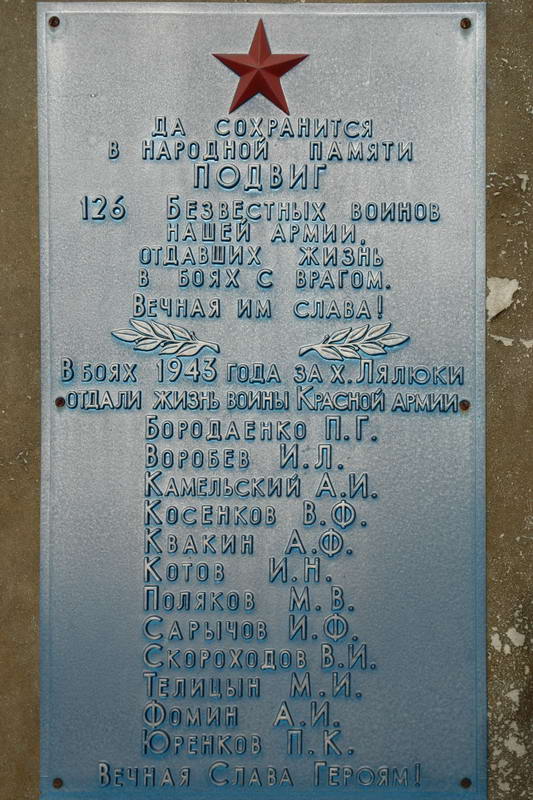 Да сохранится
в народной памяти
ПОДВИГ
126 Безвестных воинов
нашей армии,
отдавших жизнь
в боях с врагом.
Вечная им слава!
В боях 1943 года за х. Лялюки
отдали жизнь воины Красной армии
Бородаенко П.Г.
Воробев И.Л.
Камельский А.И.
Косенков В.Ф.
Квакин А.Ф.
Котов И.Н.
Поляков М.В.
Сарычов И.Ф.
Скороходов В.И.
Телицын М.И.
Фомин А.И.
Юренков П.К.
Вечная Слава Героям!